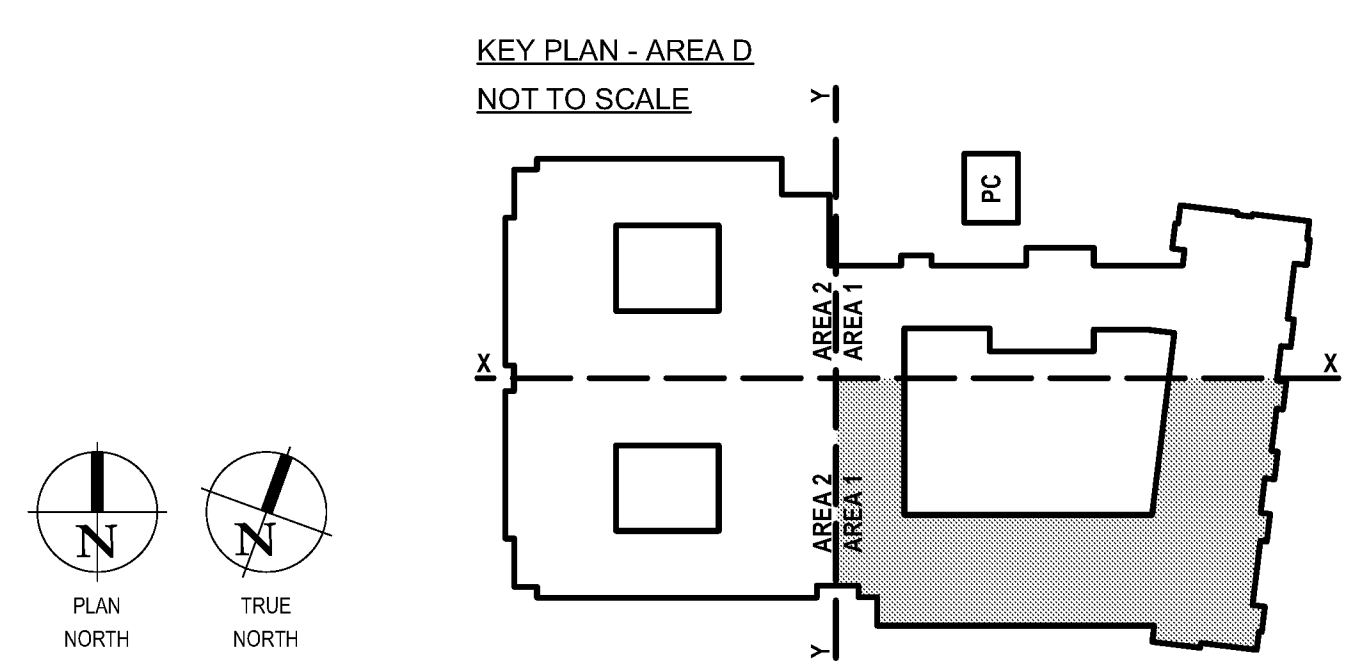 KEY PLAN - AREA D
NOT TO SCALE
Y
PC
AREA 2
AREA 1
X
X
AREA 2
AREA 1
N
N
PLAN
NORTH
TRUE
NORTH
Y